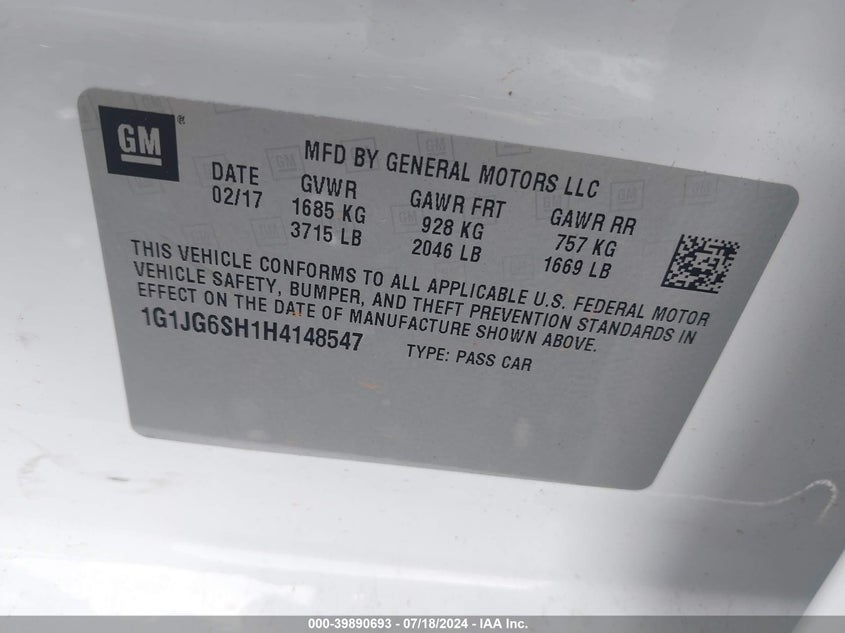 GM®
MFD BY GENERAL MOTORS LLC
DATE GVWR GAWR FRT GAWR RR
02/17 1685 KG 928 KG 757 KG
3715 LB 2046 LB 1669 LB
THIS VEHICLE CONFORMS TO ALL APPLICABLE U.S. FEDERAL MOTOR
VEHICLE SAFETY, BUMPER, AND THEFT PREVENTION STANDARDS IN
EFFECT ON THE DATE OF MANUFACTURE SHOWN ABOVE.
1G1JG6SH1H4148547 TYPE: PASS CAR
000-39890693 - 07/18/2024 - IAA Inc.